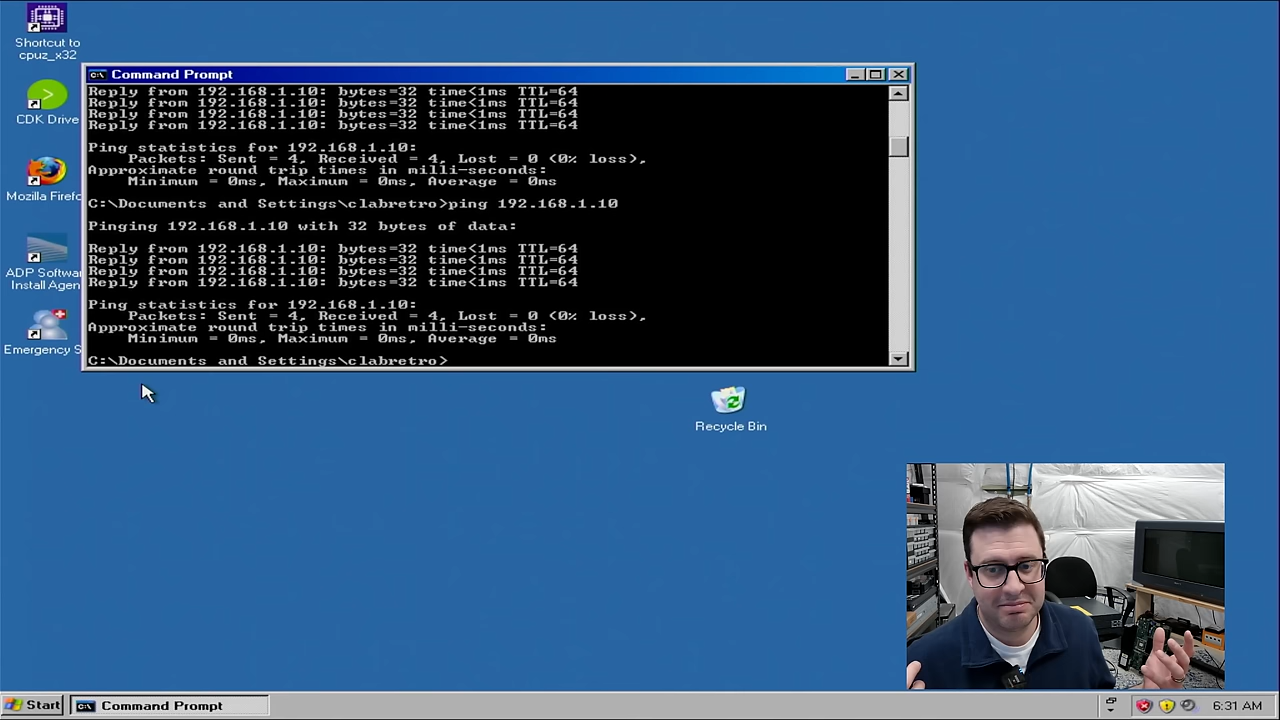 Shortcut to
cpuz_x32
CDK Drive
Mozilla Firefo
ADP Softwa
Install Agen
Emergency S
Command Prompt
Reply from 192.168.1.10: bytes=32 time<1ms TTL=64
Reply from 192.168.1.10: bytes=32 time<1ms TTL=64
Reply from 192.168.1.10: bytes=32 time<1ms TTL=64
Reply from 192.168.1.10: bytes=32 time<1ms TTL=64
Ping statistics for 192.168.1.10:
Packets: Sent = 4, Received = 4, Lost = 0 (0% loss),
Approximate round trip times in milli-seconds:
Minimum = 0ms, Maximum = 0ms, Average = 0ms
C:\Documents and Settings\clabretro>ping 192.168.1.10
Pinging 192.168.1.10 with 32 bytes of data:
Reply from 192.168.1.10: bytes=32 time<1ms TTL=64
Reply from 192.168.1.10: bytes=32 time<1ms TTL=64
Reply from 192.168.1.10: bytes=32 time<1ms TTL=64
Reply from 192.168.1.10: bytes=32 time<1ms TTL=64
Ping statistics for 192.168.1.10:
Packets: Sent = 4, Received = 4, Lost = 0 (0% loss),
Approximate round trip times in milli-seconds:
Minimum = 0ms, Maximum = 0ms, Average = 0ms
C:\Documents and Settings\clabretro>
Recycle Bin
Start
Command Prompt
6:31 AM